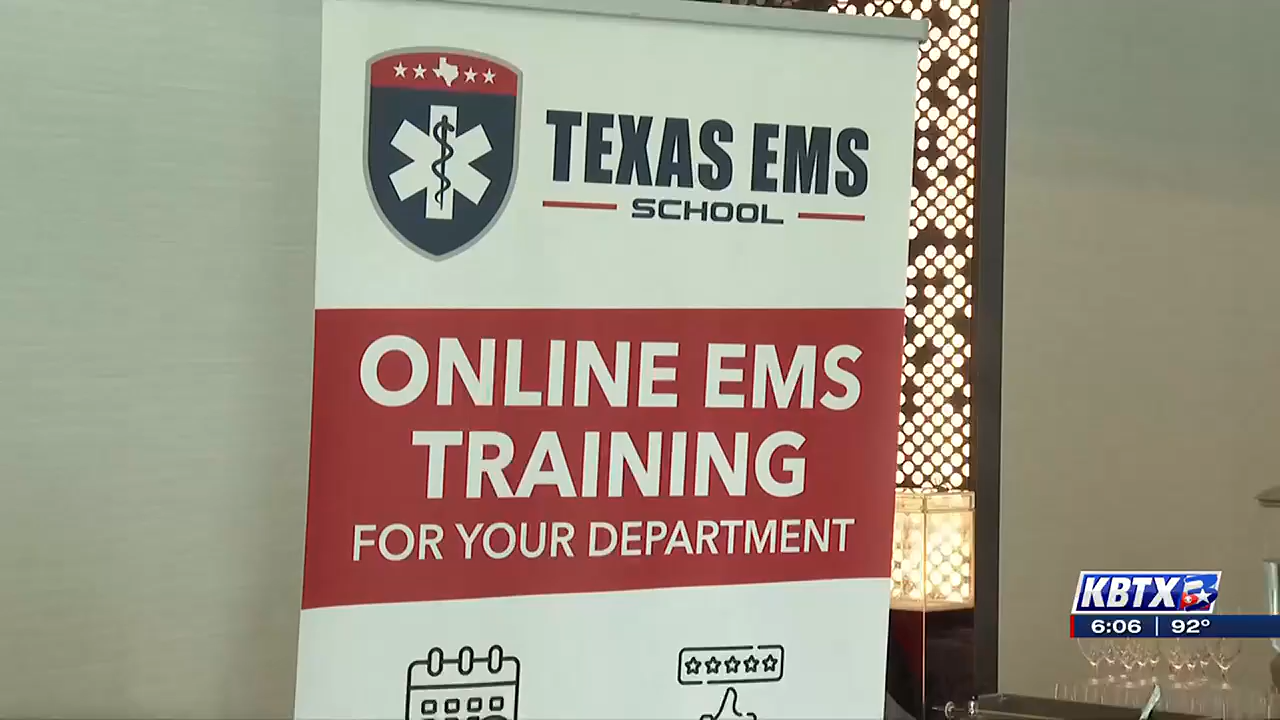 TEXAS EMS
SCHOOL
ONLINE EMS
TRAINING
FOR YOUR DEPARTMENT
KBTX
6:06 | 92°